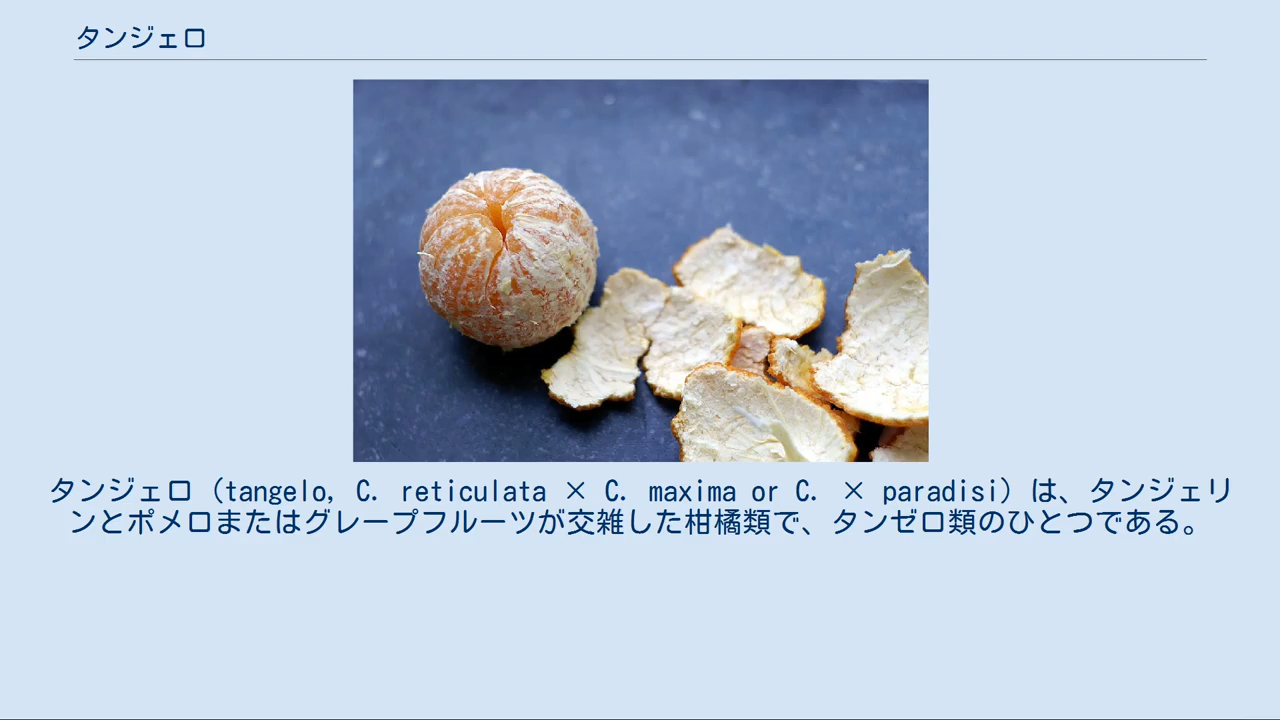 タンジェロ
タンジェロ（tangelo, C. reticulata × C. maxima or C. × paradisi）は、タンジェリ
ンとポメロまたはグレープフルーツが交雑した柑橘類で、タンゼロ類のひとつである。